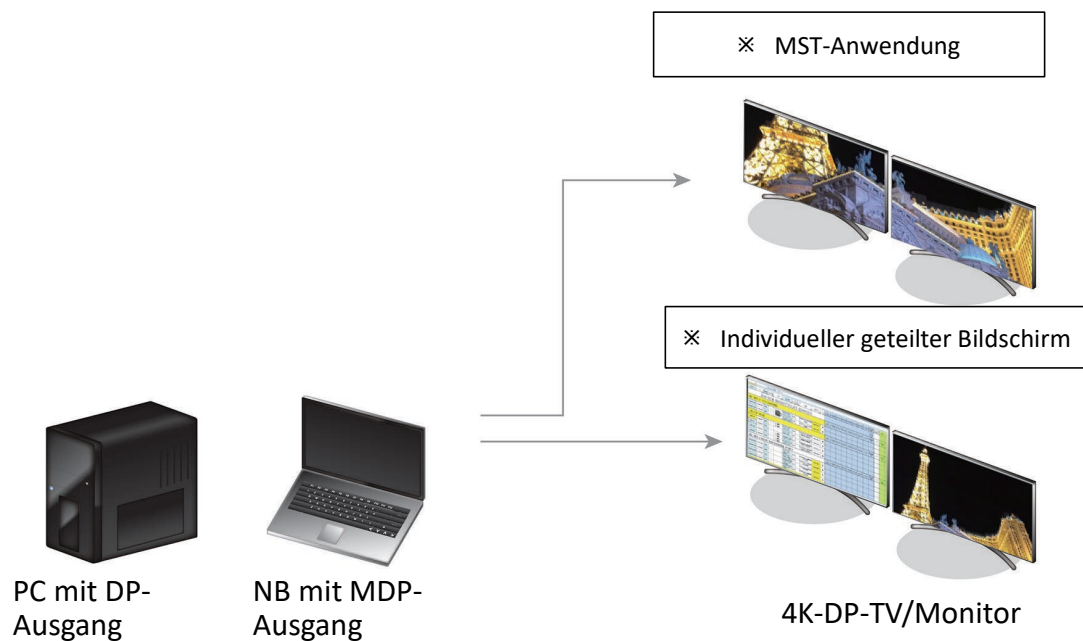 ※ MST-Anwendung
※ Individueller geteilter Bildschirm
PC mit DP-
Ausgang
NB mit MDP-
Ausgang
4K-DP-TV/Monitor